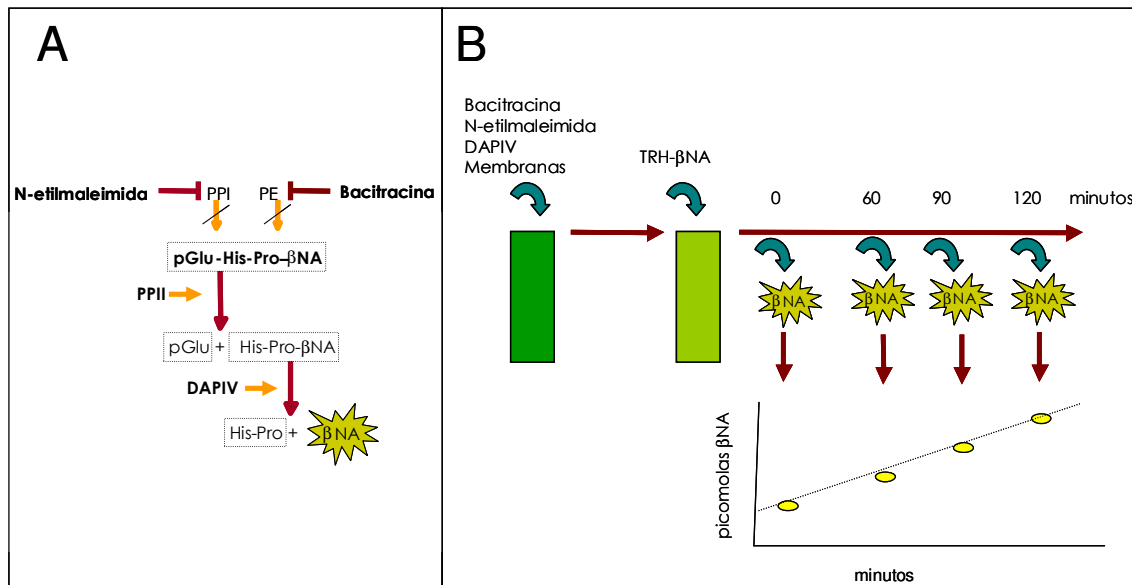 A
N-etilmaleimida
PPI
PE
Bacitracina
pGlu-His-Pro-βNA
PPII
pGlu + His-Pro-βNA
DAPIV
His-Pro + βNA
B
Bacitracina
N-etilmaleimida
DAPIV
Membranas
TRH-βNA
0 60 90 120 minutos
βNA βNA βNA βNA
picomolas βNA
minutos